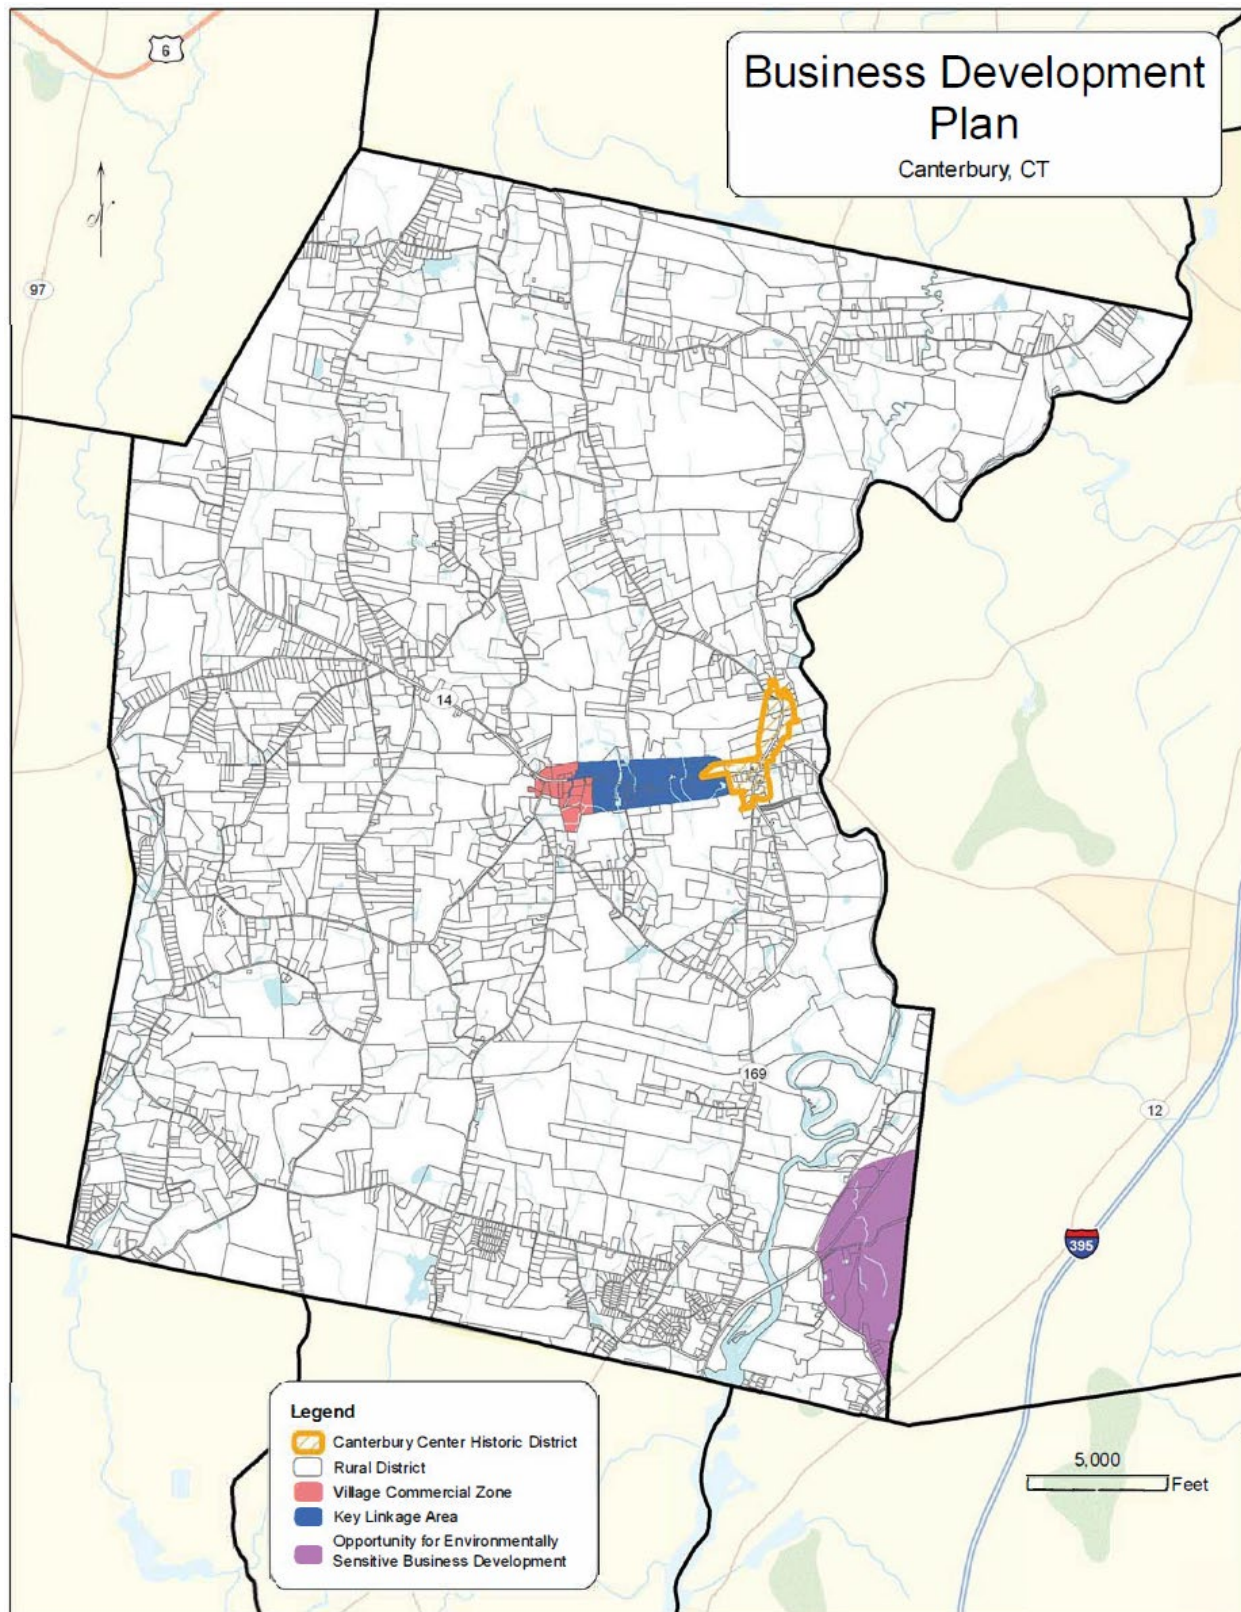 6
Business Development
Plan
Canterbury, CT
N
97
14
169
12
395
Legend
Canterbury Center Historic District
Rural District
Village Commercial Zone
Key Linkage Area
Opportunity for Environmentally
Sensitive Business Development
5,000
Feet